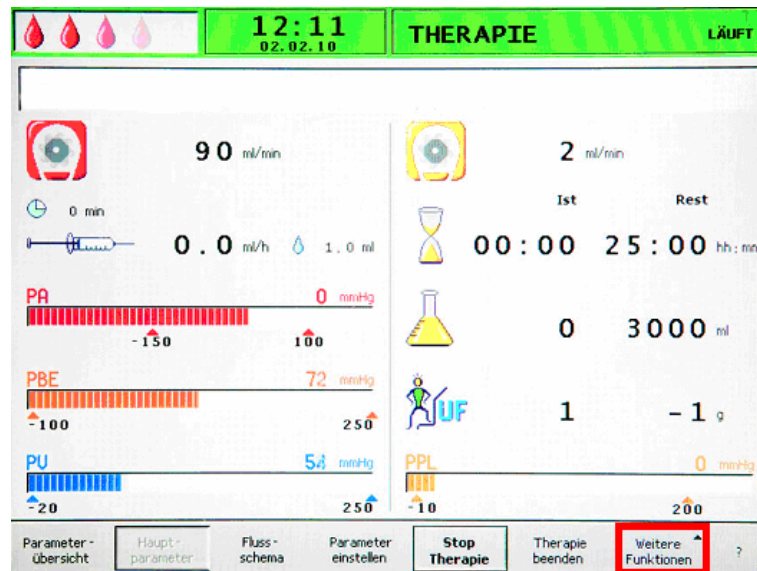 12:11
02.02.10
THERAPIE
LÄUFT
90 ml/min
2 ml/min
0 min
Ist Rest
0.0 ml/h 1.0 ml
00:00 25:00 hh:mm
PA 0 mmHg
-150 100
0 3000 ml
PBE 72 mmHg
-100 250
UF 1 -1 g
PV 54 mmHg
-20 250
PPL 0 mmHg
-10 200
Parameter-
übersicht
Haupt-
parameter
Fluss-
schema
Parameter
einstellen
Stop
Therapie
Therapie
beenden
Weitere
Funktionen
?